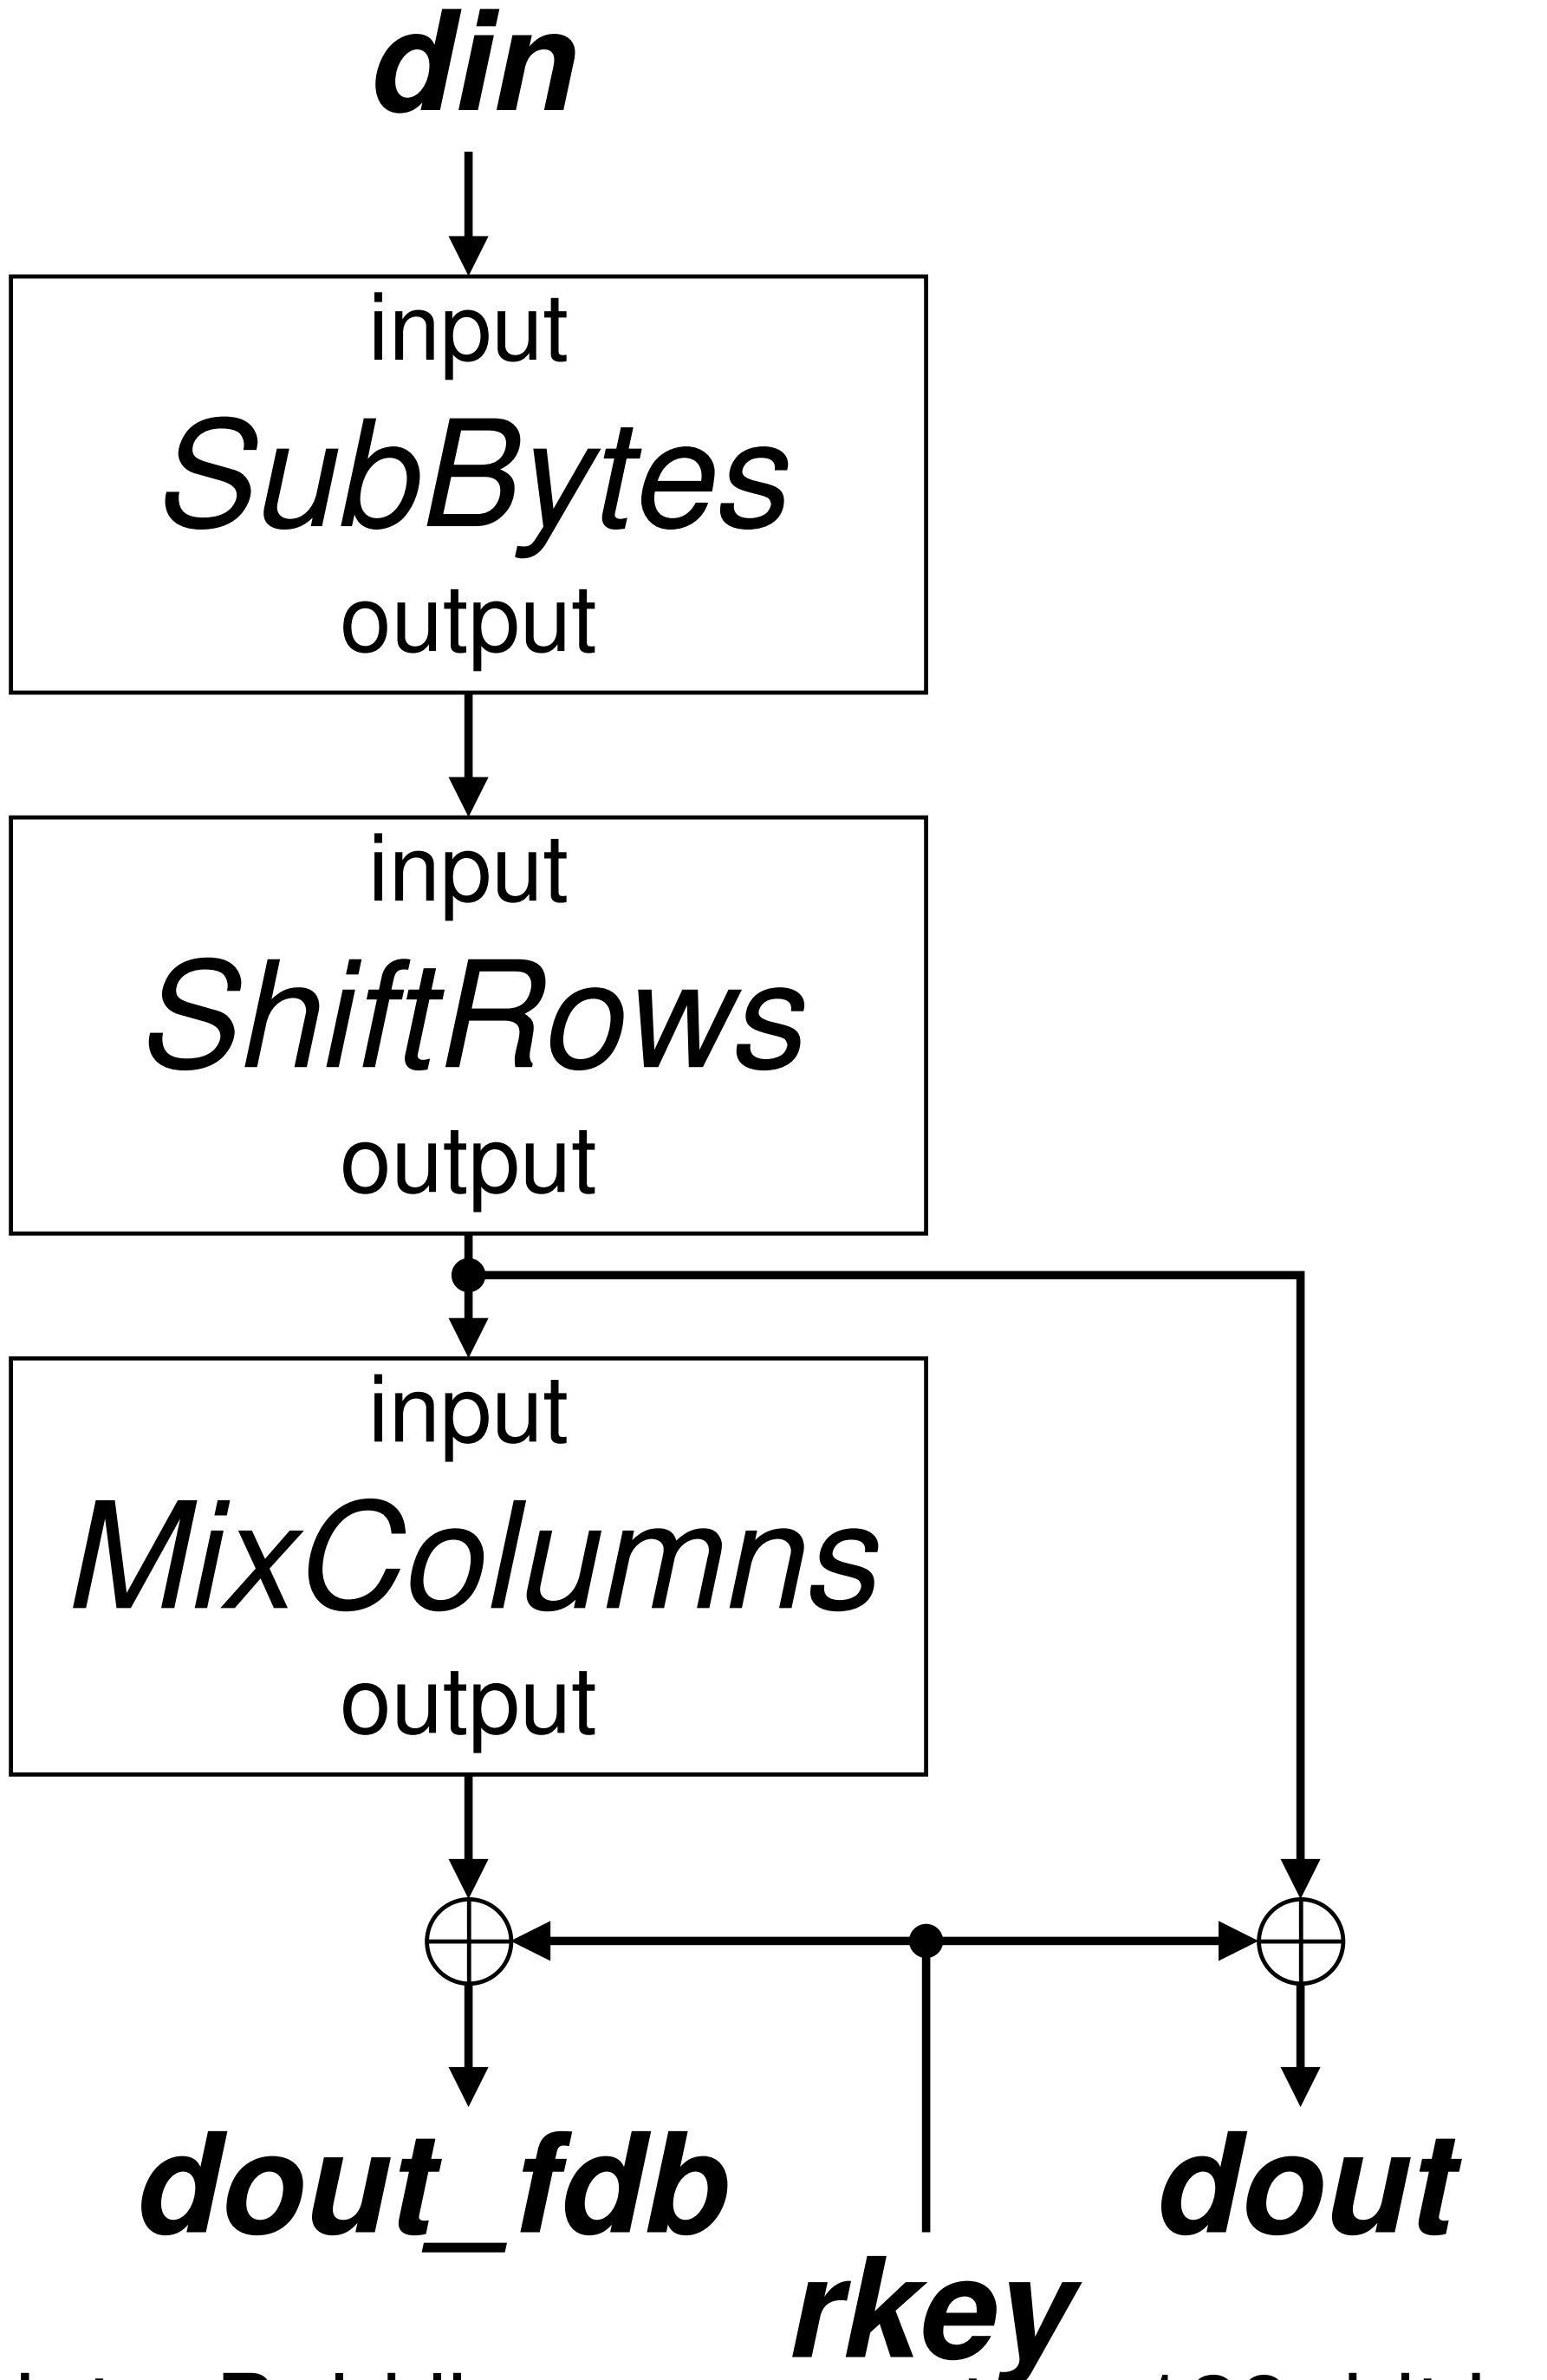 din
input
SubBytes
output
input
ShiftRows
output
input
MixColumns
output
dout_fdb
dout
rkey